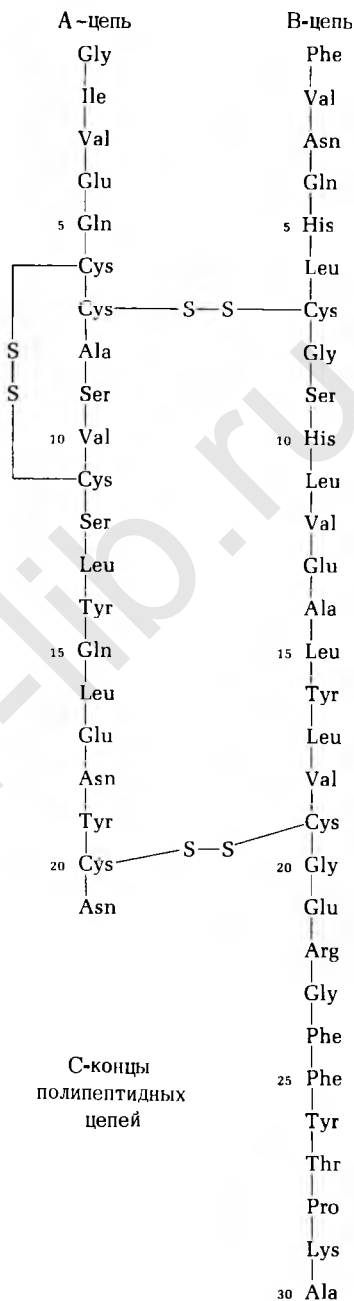 А-цепь B-цепь
Gly Phe
Ile Val
Val Asn
Glu Gln
5 Gln 5 His
Cys Leu
Cys S S Cys
S Ala Gly
S Ser Ser
10 Val 10 His
Cys Leu
Ser Val
Leu Glu
Tyr Ala
15 Gln 15 Leu
Leu Tyr
Glu Leu
Asn Val
Tyr Cys
20 Cys S—S 20 Gly
Asn Glu
Arg
Gly
С-концы Phe
полипептидных 25 Phe
цепей Tyr
Thr
Pro
Lys
30 Ala
-lib.ru